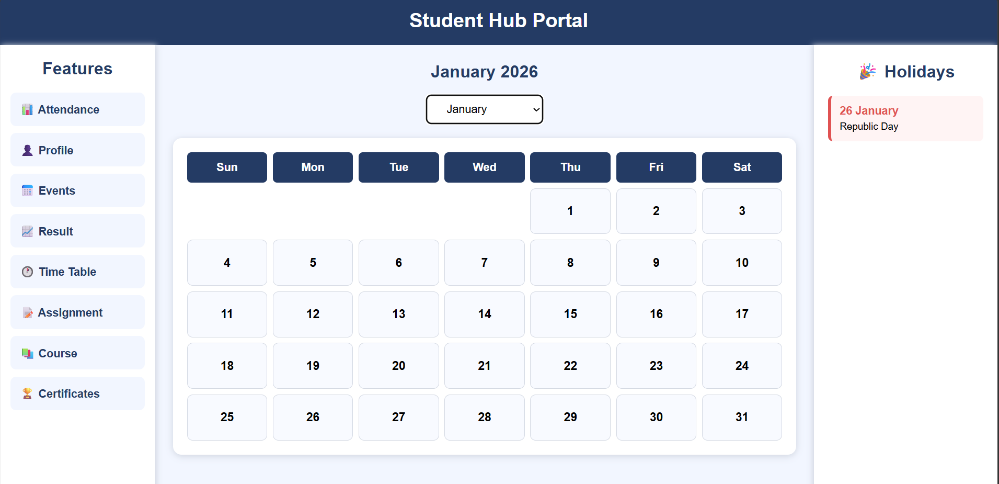 Student Hub Portal
Features
Attendance
Profile
Events
Result
Time Table
Assignment
Course
Certificates
January 2026
January
Sun Mon Tue Wed Thu Fri Sat
1 2 3
4 5 6 7 8 9 10
11 12 13 14 15 16 17
18 19 20 21 22 23 24
25 26 27 28 29 30 31
Holidays
26 January
Republic Day